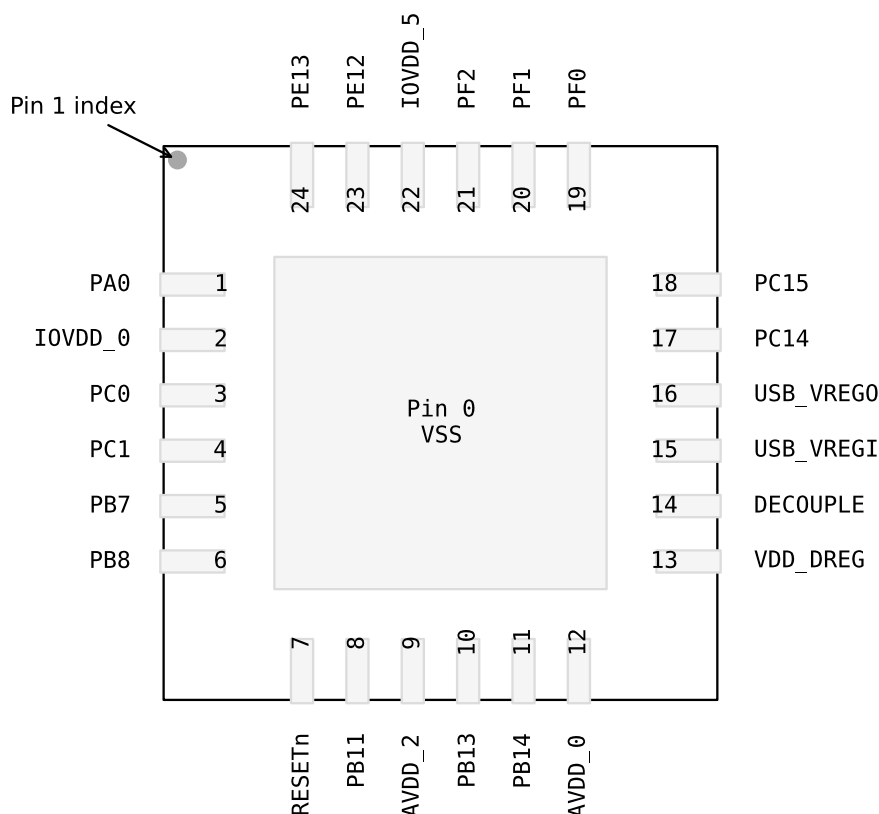 PE13
PE12
IOVDD_5
PF2
PF1
PF0
Pin 1 index
24
23
22
21
20
19
PA0 1
18 PC15
IOVDD_0 2
17 PC14
PC0 3
16 USB_VREGO
Pin 0
VSS
PC1 4
15 USB_VREGI
PB7 5
14 DECOUPLE
PB8 6
13 VDD_DREG
7
8
9
10
11
12
RESETn
PB11
AVDD_2
PB13
PB14
AVDD_0